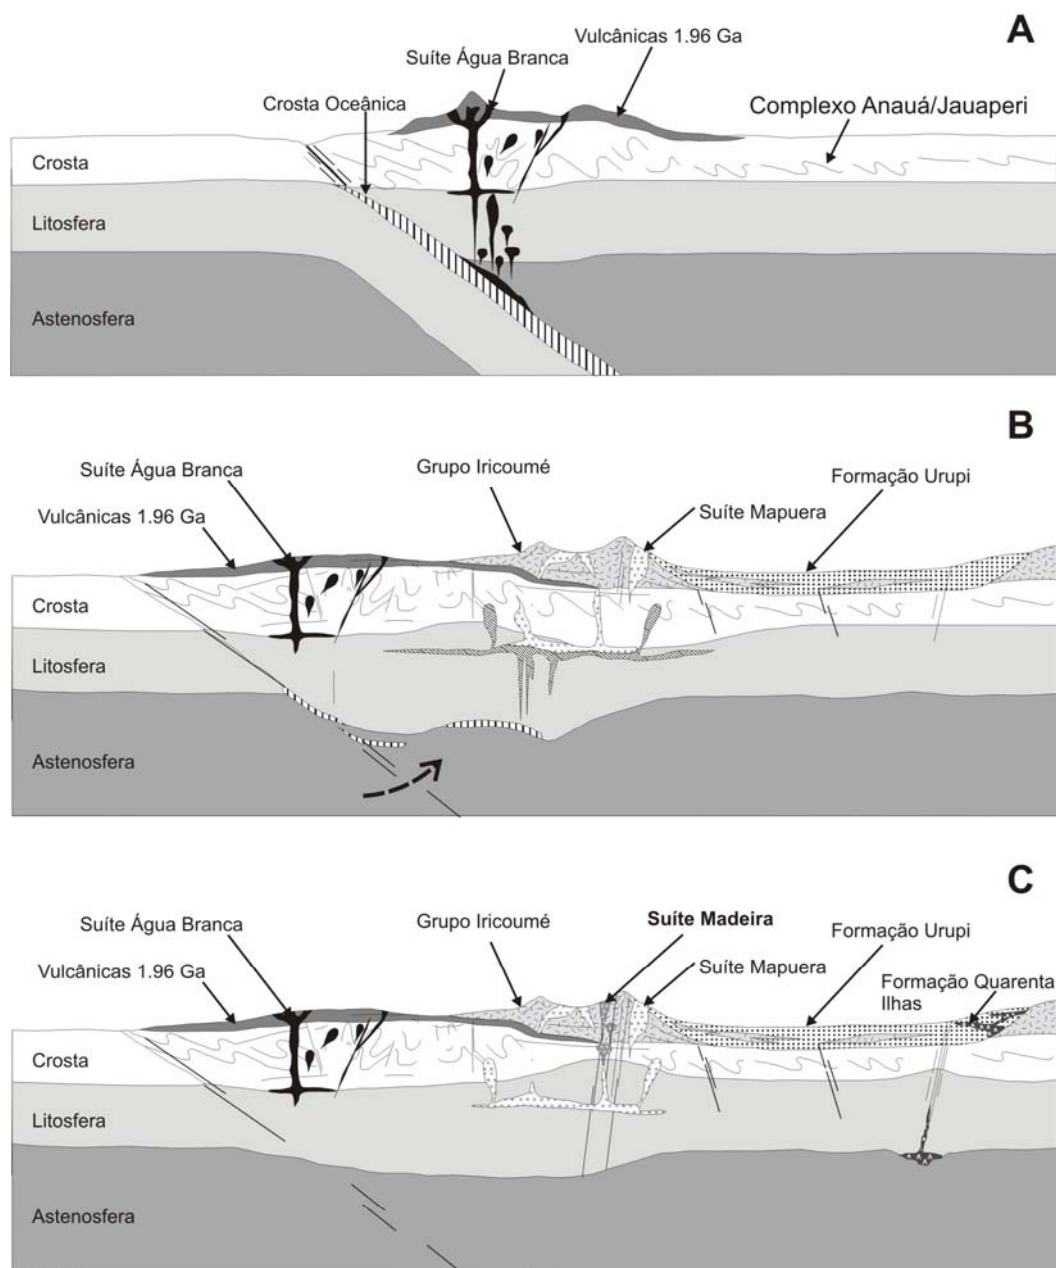 A
Vulcânicas 1.96 Ga
Suíte Água Branca
Crosta Oceânica
Complexo Anauá/Jauaperi
Crosta
Litosfera
Astenosfera
B
Suíte Água Branca
Grupo Iricoumé
Formação Urupi
Vulcânicas 1.96 Ga
Suíte Mapuera
Crosta
Litosfera
Astenosfera
C
Suíte Água Branca
Grupo Iricoumé
Suíte Madeira
Formação Urupi
Vulcânicas 1.96 Ga
Suíte Mapuera
Formação Quarenta
Ilhas
Crosta
Litosfera
Astenosfera